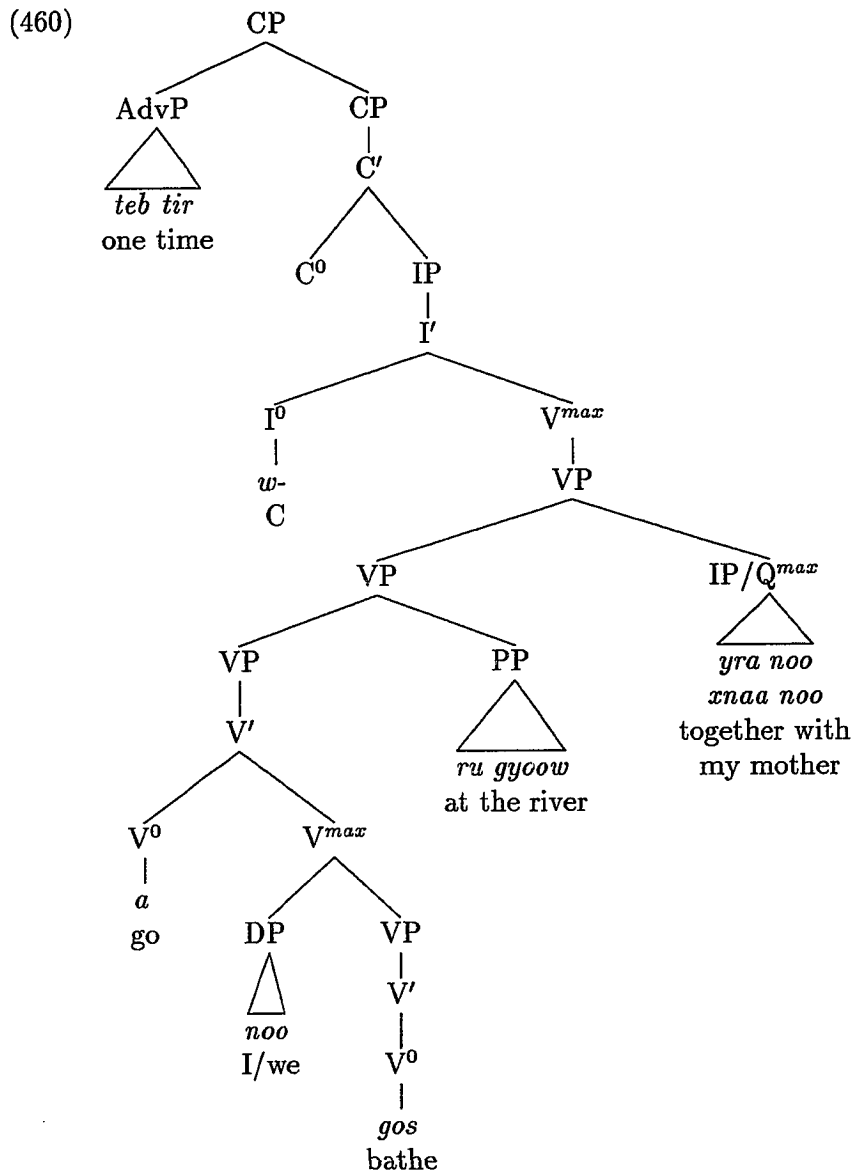 (460)
CP
AdvP CP
C′
teb tir
one time
C⁰ IP
I′
I⁰ Vᵐᵃˣ
w- VP
C
VP IP/Qᵐᵃˣ
VP PP
yra noo
xnaa noo
together with
my mother
V′
ru gyoow
at the river
V⁰ Vᵐᵃˣ
a
go
DP VP
V′
noo
I/we
V⁰
gos
bathe